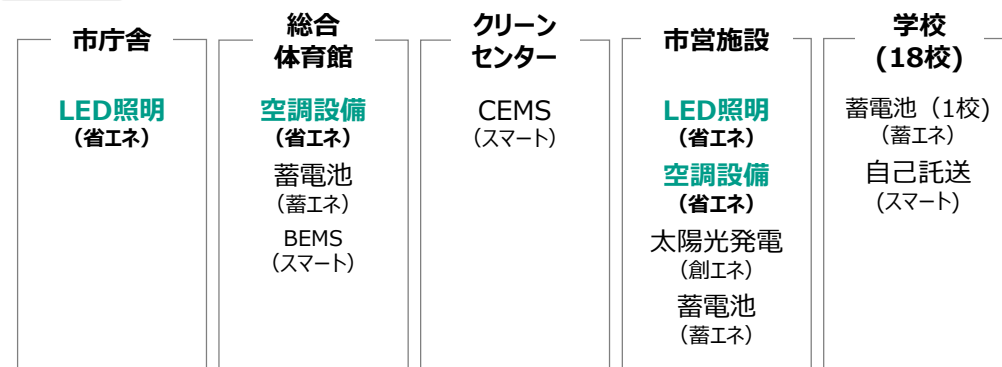 市庁舎
LED照明
（省エネ）
総合
体育館
空調設備
（省エネ）
蓄電池
（蓄エネ）
BEMS
（スマート）
クリーン
センター
CEMS
（スマート）
市営施設
LED照明
（省エネ）
空調設備
（省エネ）
太陽光発電
（創エネ）
蓄電池
（蓄エネ）
学校
(18校)
蓄電池（1校)
（蓄エネ）
自己託送
(スマート)